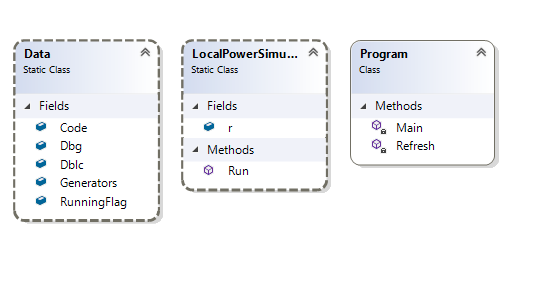 Data
Static Class
Fields
Code
Dbg
Dblc
Generators
RunningFlag
LocalPowerSimu...
Static Class
Fields
r
Methods
Run
Program
Class
Methods
Main
Refresh